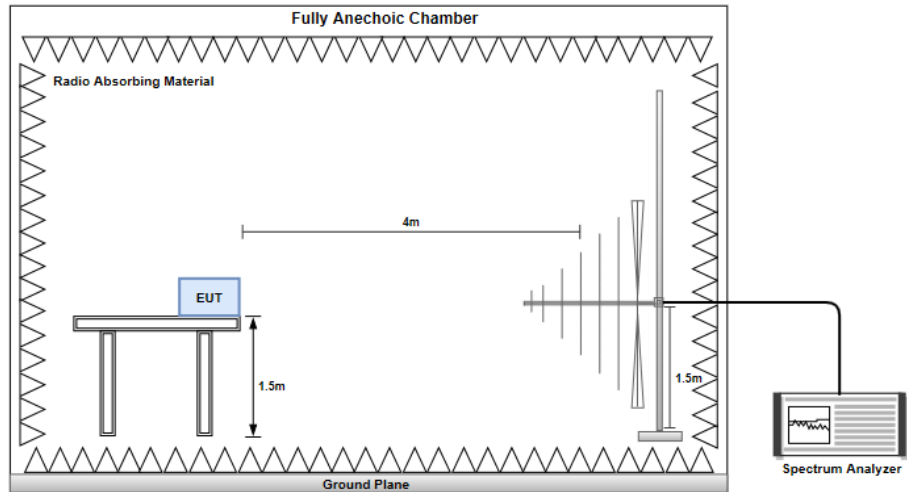 Fully Anechoic Chamber
Radio Absorbing Material
4m
EUT
1.5m
1.5m
Spectrum Analyzer
Ground Plane